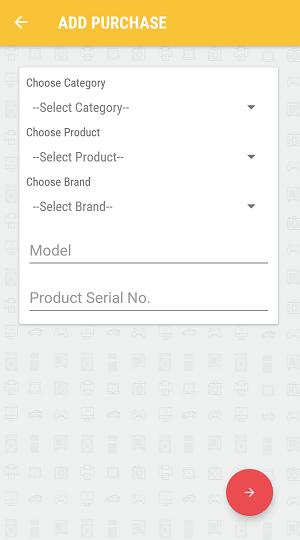 ADD PURCHASE
Choose Category
--Select Category--
Choose Product
--Select Product--
Choose Brand
--Select Brand--
Model
Product Serial No.